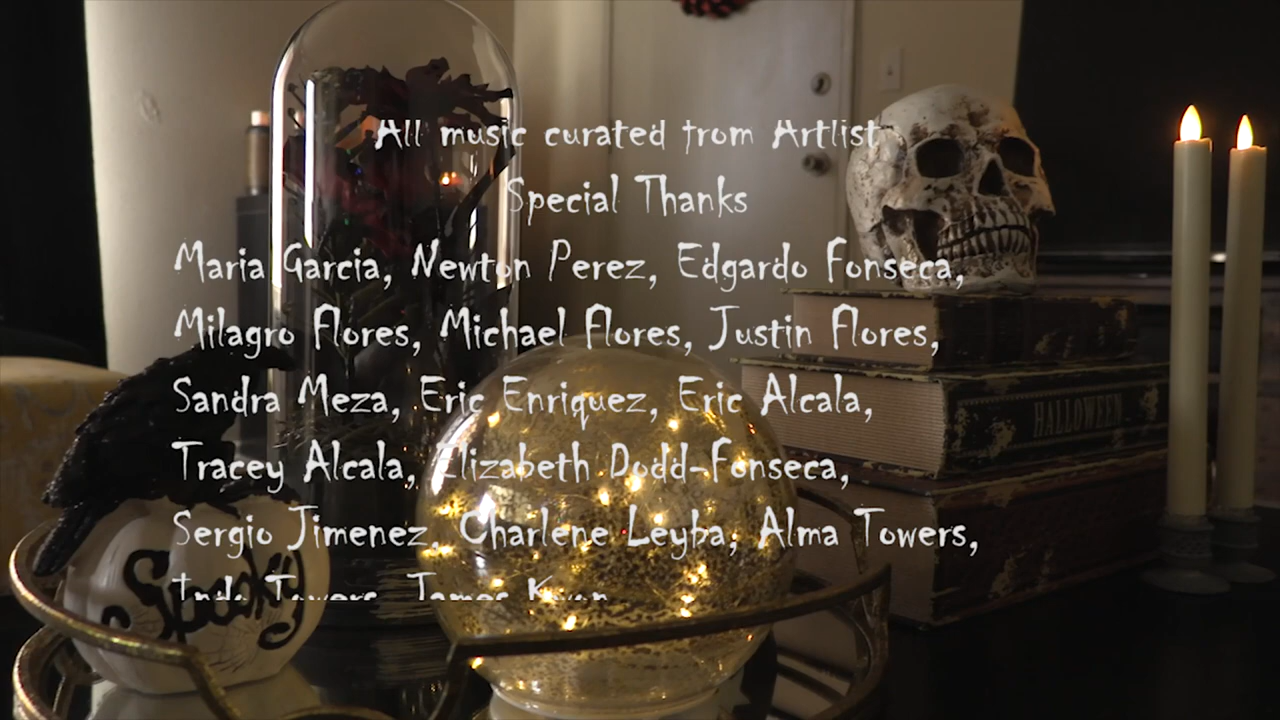 All music curated from Artlist
Special Thanks
Maria Garcia, Newton Perez, Edgardo Fonseca,
Milagro Flores, Michael Flores, Justin Flores,
Sandra Meza, Eric Enriquez, Eric Alcala,
Tracey Alcala, Elizabeth Dodd-Fonseca,
Sergio Jimenez, Charlene Leyba, Alma Towers,
Towers, James
HALLOWEEN
Spooky